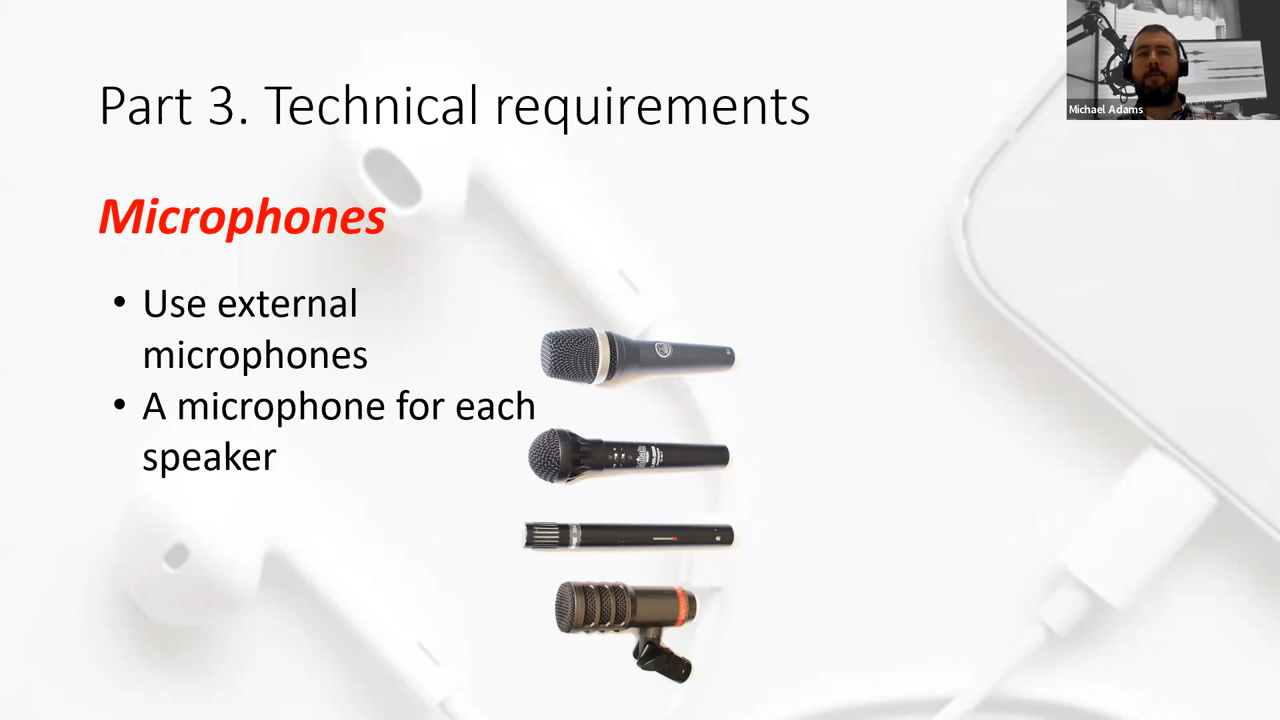 Part 3. Technical requirements
Michael Adams
Microphones
• Use external
microphones
• A microphone for each
speaker